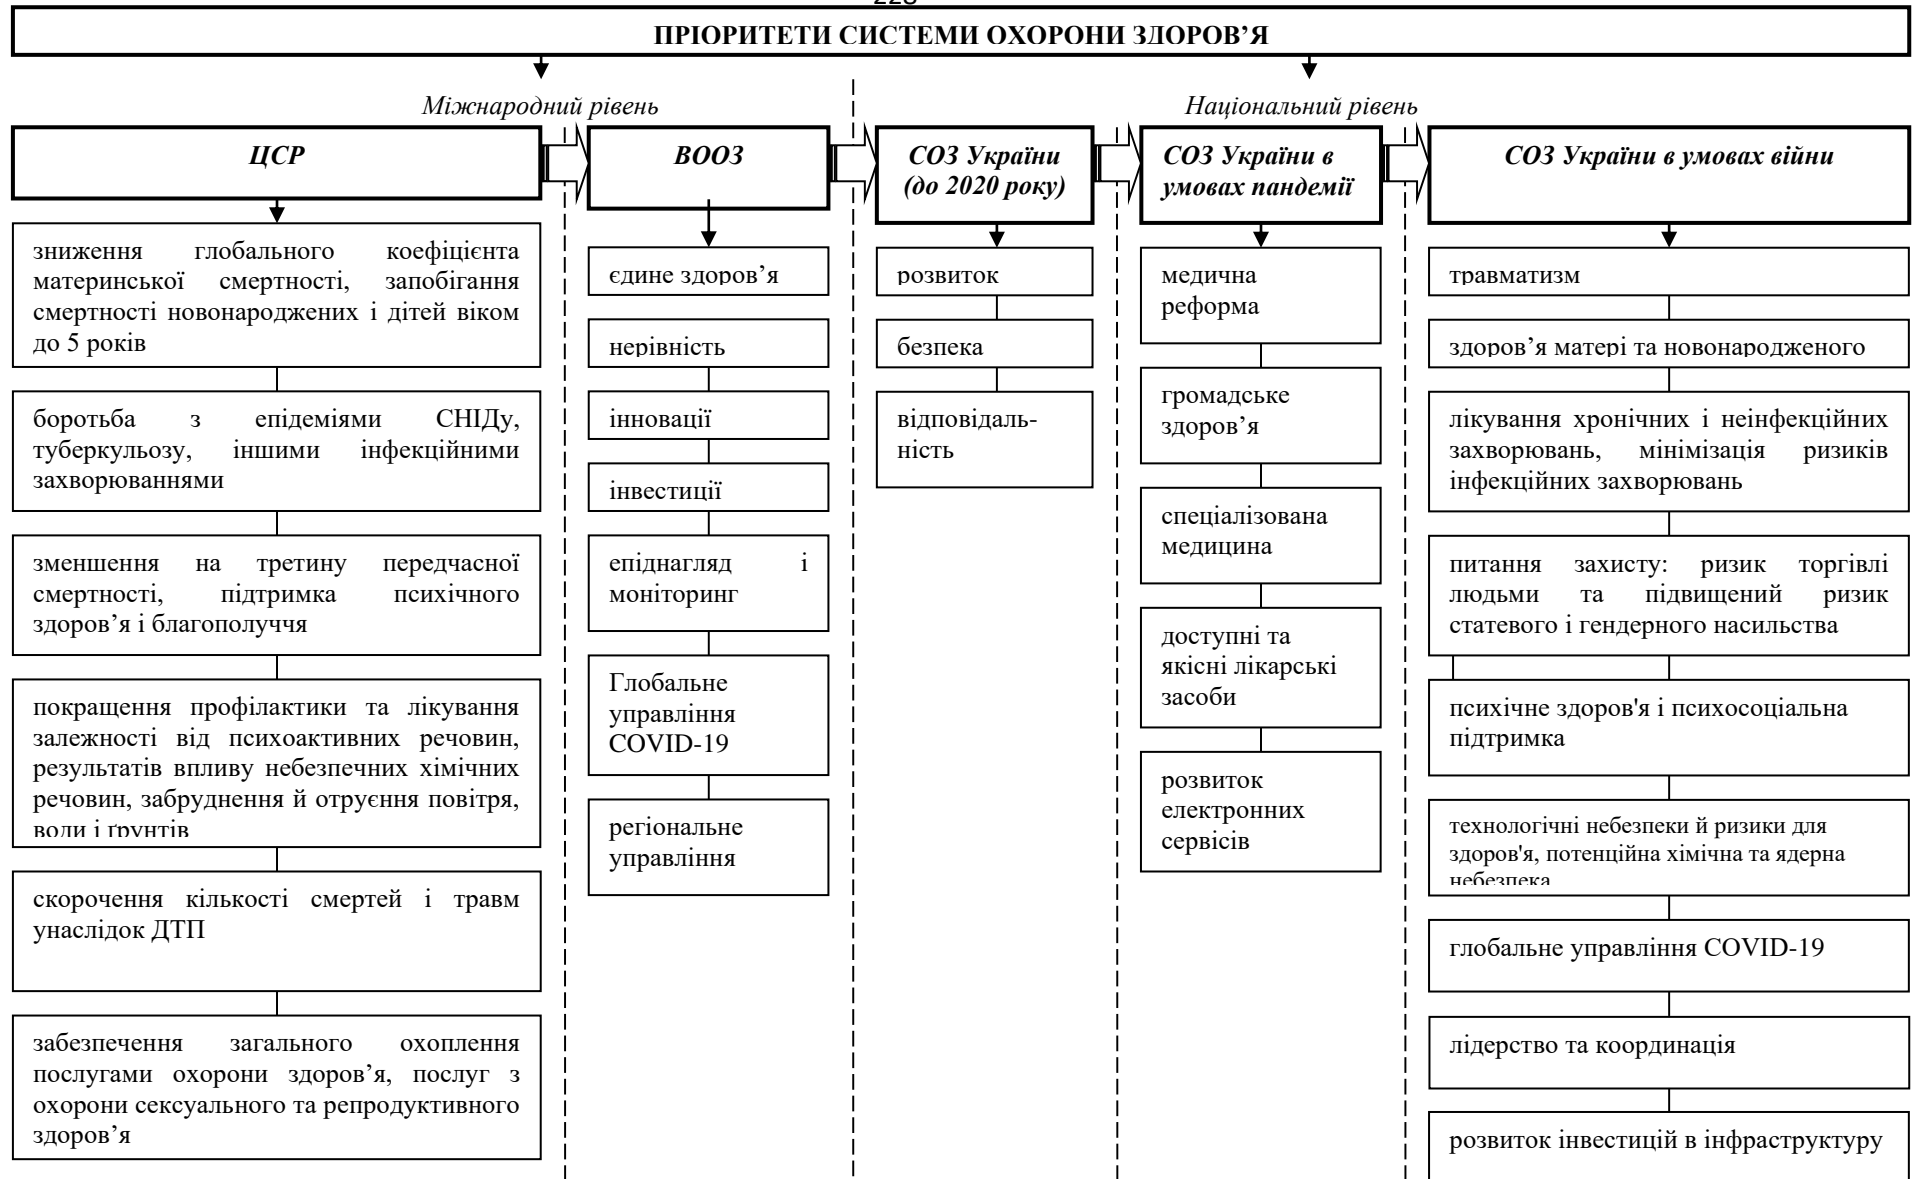 ПРІОРИТЕТИ СИСТЕМИ ОХОРОНИ ЗДОРОВ’Я
Міжнародний рівень
Національний рівень
ЦСР
зниження глобального коефіцієнта
материнської смертності, запобігання
смертності новонароджених і дітей віком
до 5 років
боротьба з епідеміями СНІДу,
туберкульозу, іншими інфекційними
захворюваннями
зменшення на третину передчасної
смертності, підтримка психічного
здоров’я і благополуччя
покращення профілактики та лікування
залежності від психоактивних речовин,
результатів впливу небезпечних хімічних
речовин, забруднення й отруєння повітря,
води і ґрунтів
скорочення кількості смертей і травм
унаслідок ДТП
забезпечення загального охоплення
послугами охорони здоров’я, послуг з
охорони сексуального та репродуктивного
здоров’я
ВООЗ
єдине здоров’я
нерівність
інновації
інвестиції
епіднагляд і
моніторинг
Глобальне
управління
COVID-19
регіональне
управління
СОЗ України
(до 2020 року)
розвиток
безпека
відповідаль-
ність
СОЗ України в
умовах пандемії
медична
реформа
громадське
здоров’я
спеціалізована
медицина
доступні та
якісні лікарські
засоби
розвиток
електронних
сервісів
СОЗ України в умовах війни
травматизм
здоров’я матері та новонародженого
лікування хронічних і неінфекційних
захворювань, мінімізація ризиків
інфекційних захворювань
питання захисту: ризик торгівлі
людьми та підвищений ризик
статевого і гендерного насильства
психічне здоров'я і психосоціальна
підтримка
технологічні небезпеки й ризики для
здоров'я, потенційна хімічна та ядерна
небезпека
глобальне управління COVID-19
лідерство та координація
розвиток інвестицій в інфраструктуру